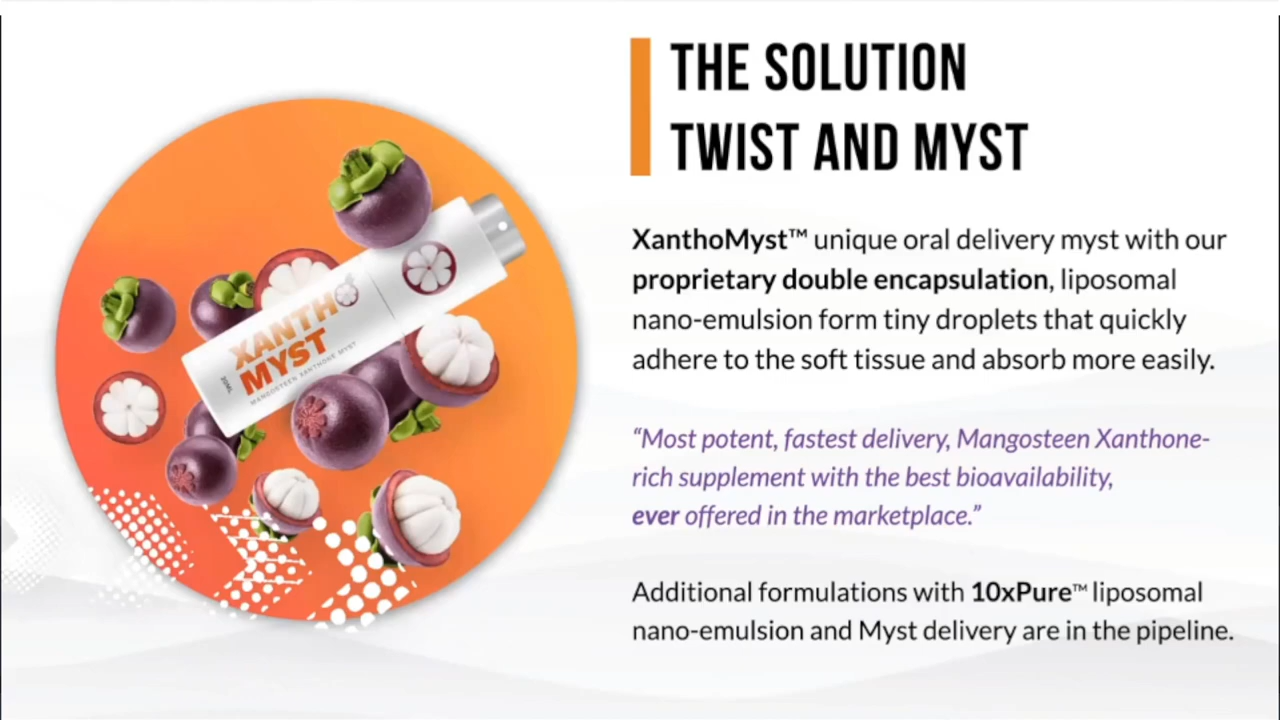 THE SOLUTION
TWIST AND MYST
XanthoMyst™ unique oral delivery myst with our
proprietary double encapsulation, liposomal
nano-emulsion form tiny droplets that quickly
adhere to the soft tissue and absorb more easily.
“Most potent, fastest delivery, Mangosteen Xanthone-
rich supplement with the best bioavailability,
ever offered in the marketplace.”
Additional formulations with 10xPure™ liposomal
nano-emulsion and Myst delivery are in the pipeline.
XANTHO
MYST
MANGOSTEEN XANTHONE MYST
30ML